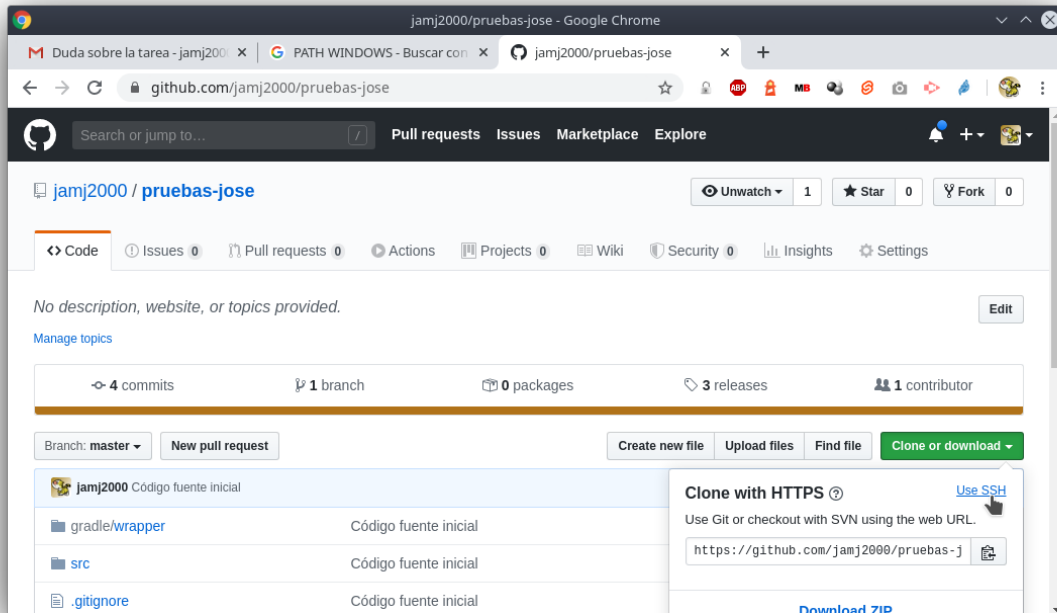 jamj2000/pruebas-jose - Google Chrome
Duda sobre la tarea - jamj200 PATH WINDOWS - Buscar con jamj2000/pruebas-jose
github.com/jamj2000/pruebas-jose ABP MB
Search or jump to… / Pull requests Issues Marketplace Explore
jamj2000 / pruebas-jose Unwatch 1 Star 0 Fork 0
Code Issues 0 Pull requests 0 Actions Projects 0 Wiki Security 0 Insights Settings
No description, website, or topics provided. Edit
Manage topics
4 commits 1 branch 0 packages 3 releases 1 contributor
Branch: master New pull request Create new file Upload files Find file Clone or download
jamj2000 Código fuente inicial
Clone with HTTPS Use SSH
Use Git or checkout with SVN using the web URL.
gradle/wrapper Código fuente inicial
https://github.com/jamj2000/pruebas-j
src Código fuente inicial
.gitignore Código fuente inicial
Download ZIP